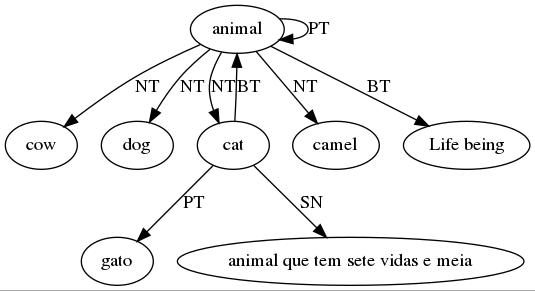 animal
PT
NT
NT
NT
BT
NT
BT
cow
dog
cat
camel
Life being
PT
SN
gato
animal que tem sete vidas e meia